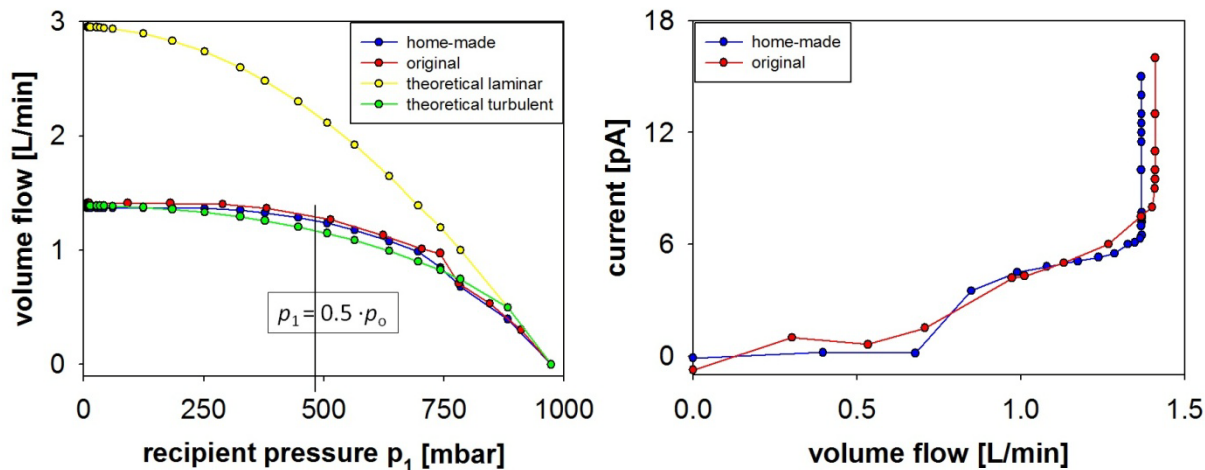 volume flow [L/min]
3
2
1
0
home-made
original
theoretical laminar
theoretical turbulent
p₁ = 0.5 · pₒ
0 250 500 750 1000
recipient pressure p₁ [mbar]
current [pA]
18
12
6
0
home-made
original
0.0 0.5 1.0 1.5
volume flow [L/min]